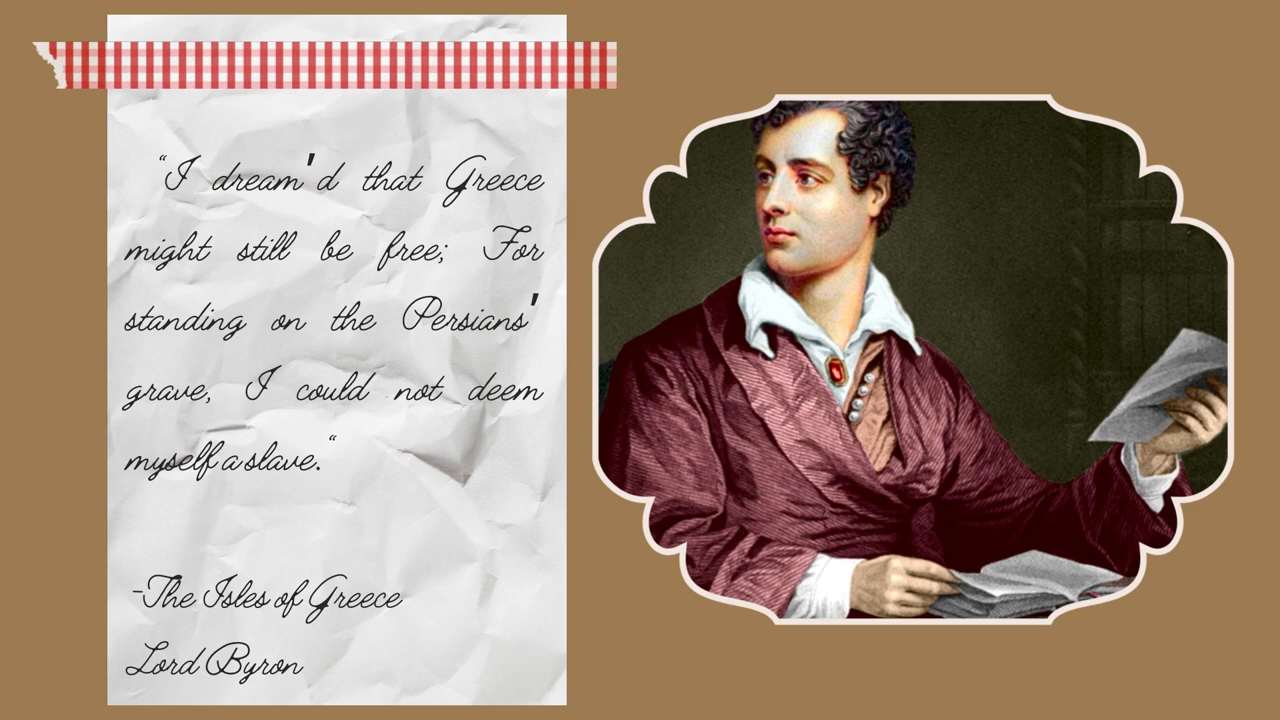 “I dream'd that Greece
might still be free; For
standing on the Persians'
grave, I could not deem
myself a slave.“
-The Isles of Greece
Lord Byron